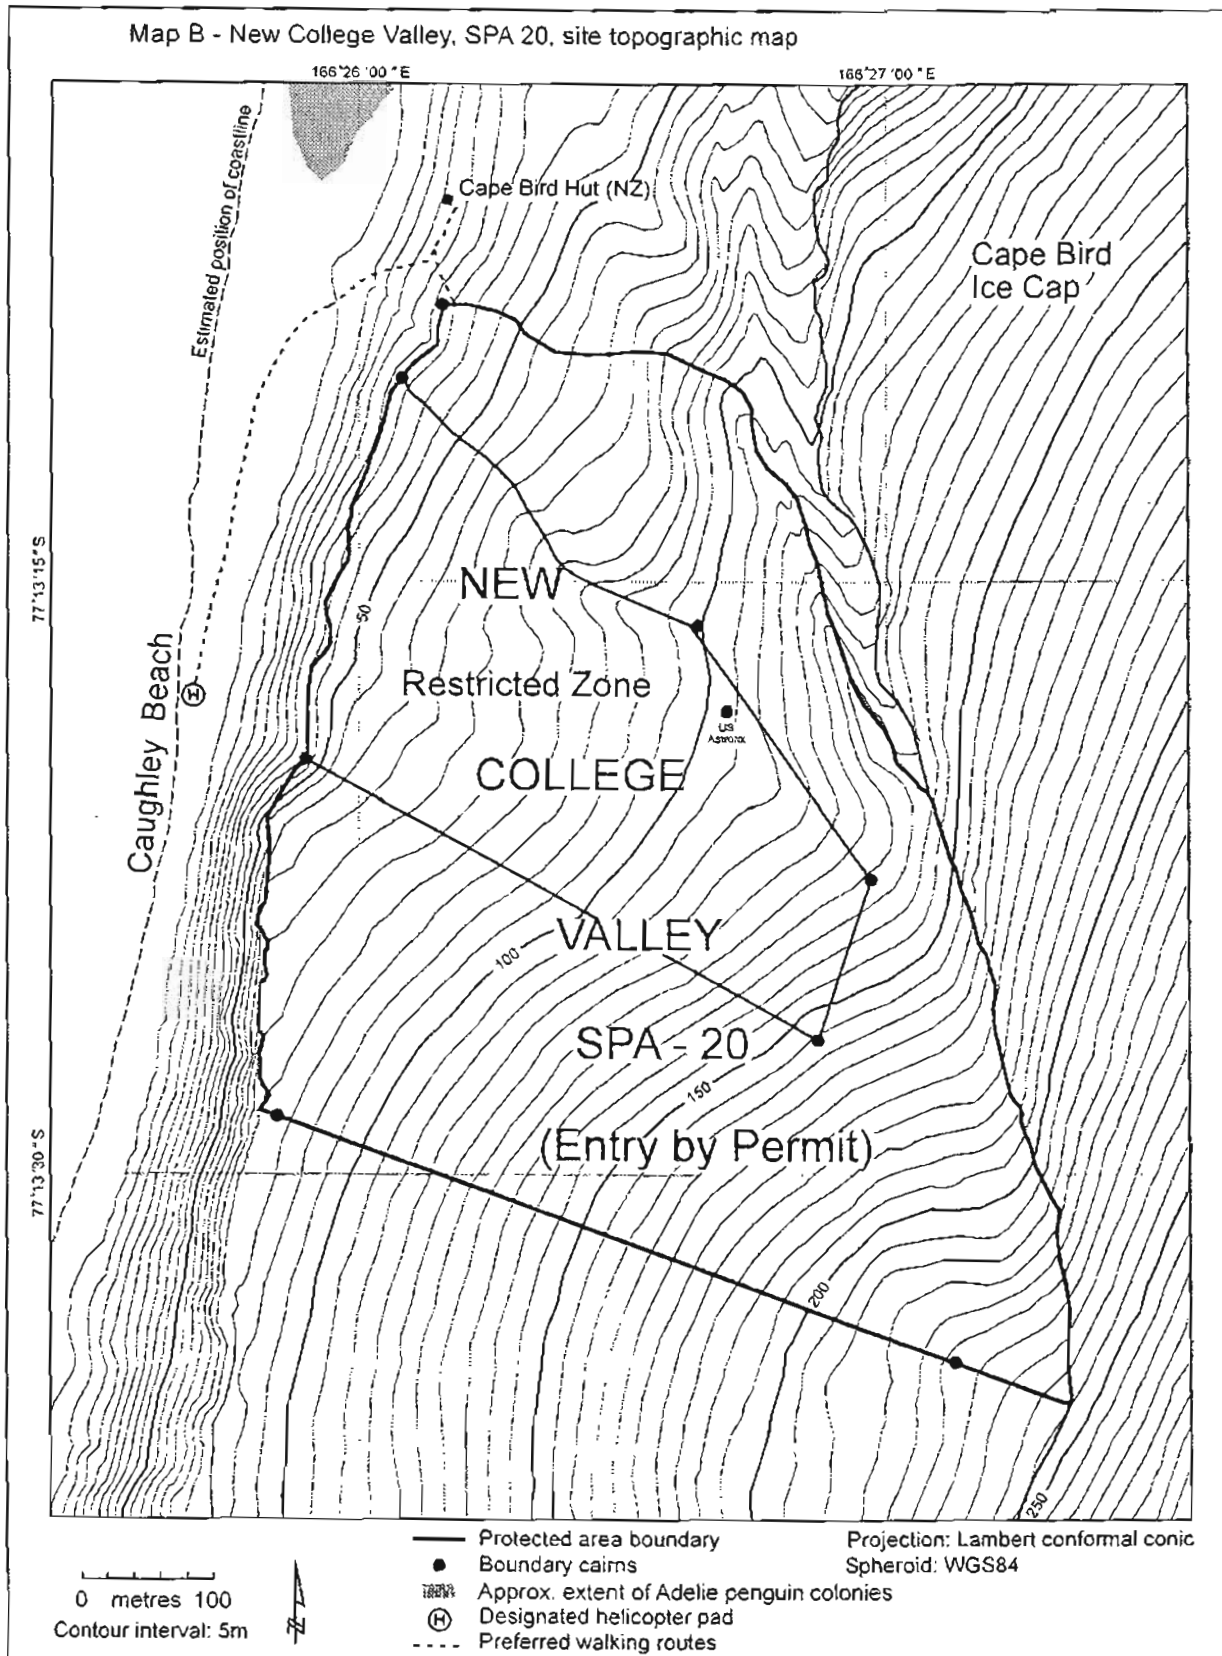 Map B - New College Valley, SPA 20, site topographic map
166°26'00"E
166°27'00"E
Estimated position of coastline
Cape Bird Hut (NZ)
Cape Bird
Ice Cap
77°13'15"S
NEW
50
Restricted Zone
Caughley Beach
H
US
COLLEGE
VALLEY
100
SPA - 20
150
(Entry by Permit)
77°13'30"S
200
250
Protected area boundary
Boundary cairns
Approx. extent of Adelie penguin colonies
H
Designated helicopter pad
Preferred walking routes
Projection: Lambert conformal conic
Spheroid: WGS84
0 metres 100
Contour interval: 5m
N